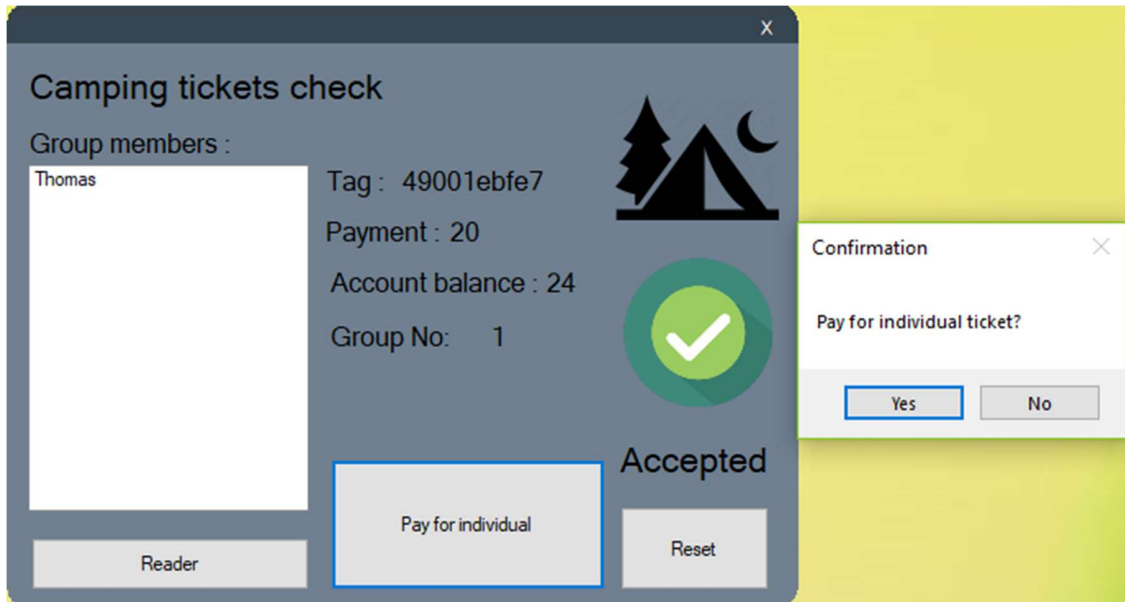 X
Camping tickets check
Group members :
Thomas
Tag : 49001ebfe7
Payment : 20
Account balance : 24
Group No: 1
Accepted
Pay for individual
Reader
Reset
Confirmation
Pay for individual ticket?
Yes No